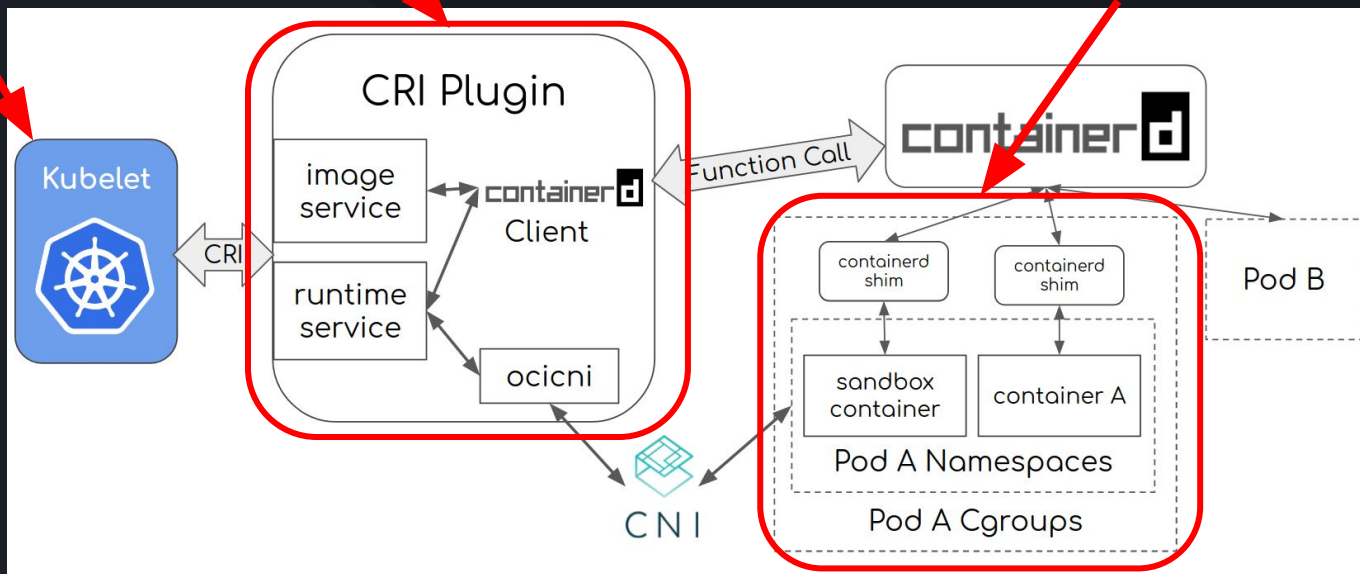 Kubelet
CRI
CRI Plugin
image
service
runtime
service
containerd
Client
ocicni
Function Call
containerd
containerd
shim
containerd
shim
sandbox
container
container A
Pod A Namespaces
Pod A Cgroups
Pod B
CNI